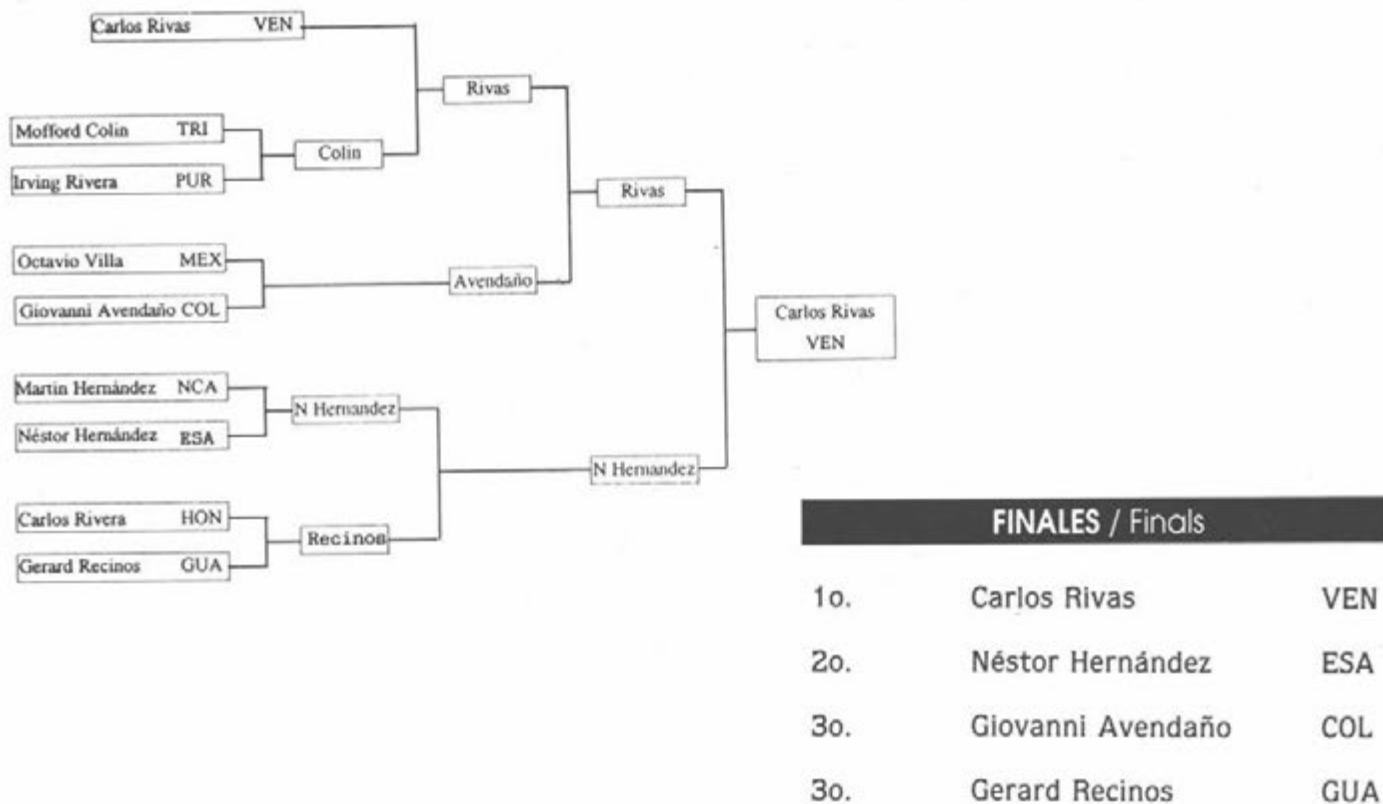 Carlos Rivas VEN
Rivas
Mofford Colin TRI
Colin
Irving Rivera PUR
Rivas
Octavio Villa MEX
Avendaño
Giovanni Avendaño COL
Carlos Rivas
VEN
Martin Hernández NCA
N Hernandez
Néstor Hernández ESA
N Hernandez
Carlos Rivera HON
Recinos
Gerard Recinos GUA
FINALES / Finals
1o. Carlos Rivas VEN
2o. Néstor Hernández ESA
3o. Giovanni Avendaño COL
3o. Gerard Recinos GUA